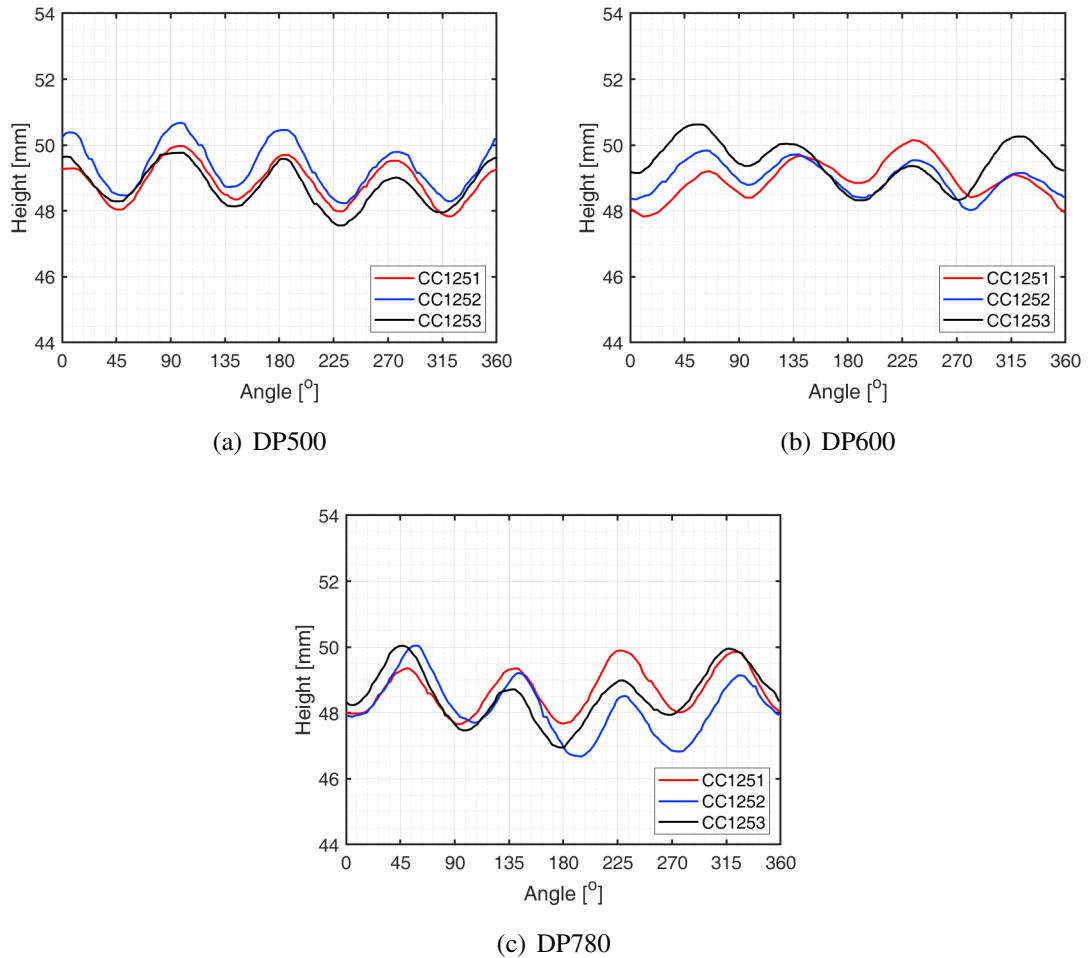 54
52
50
48
46
44
Height [mm]
0 45 90 135 180 225 270 315 360
Angle [o]
CC1251
CC1252
CC1253
(a) DP500
54
52
50
48
46
44
Height [mm]
0 45 90 135 180 225 270 315 360
Angle [o]
CC1251
CC1252
CC1253
(b) DP600
54
52
50
48
46
44
Height [mm]
0 45 90 135 180 225 270 315 360
Angle [o]
CC1251
CC1252
CC1253
(c) DP780